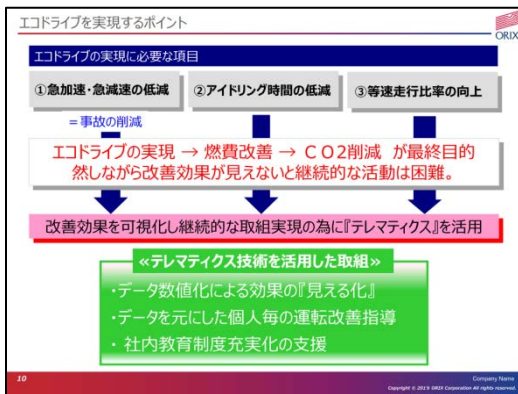 エコドライブを実現するポイント
ORIX
エコドライブの実現に必要な項目
①急加速・急減速の低減
②アイドリング時間の低減
③等速走行比率の向上
＝事故の削減
エコドライブの実現 → 燃費改善 → ＣＯ2削減 が最終目的
然しながら改善効果が見えないと継続的な活動は困難。
改善効果を可視化し継続的な取組実現の為に『テレマティクス』を活用
≪テレマティクス技術を活用した取組≫
・データ数値化による効果の『見える化』
・データを元にした個人毎の運転改善指導
・ 社内教育制度充実化の支援
10
Company Name
Copyright © 2015 ORIX Corporation All rights reserved.